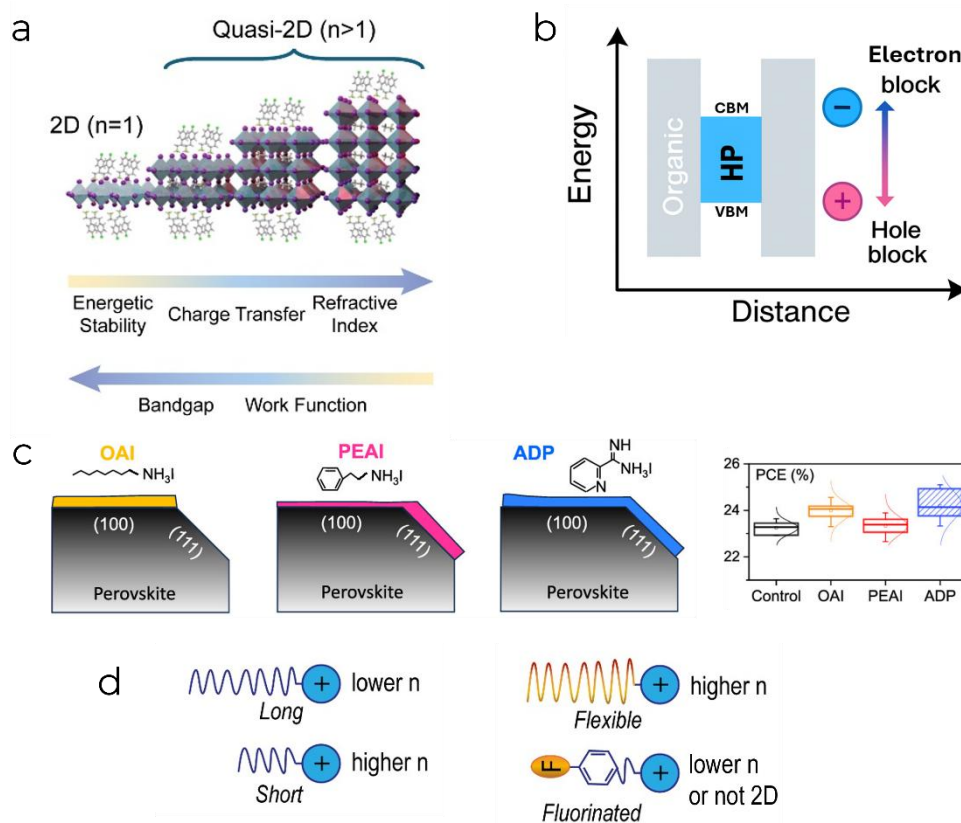 a
Quasi-2D (n>1)
2D (n=1)
Energetic
Stability
Charge Transfer
Refractive
Index
Bandgap
Work Function
b
Energy
Organic
CBM
HP
VBM
Electron
block
−
+
Hole
block
Distance
c
OAI
NH₃I
(100)
(111)
Perovskite
PEAI
NH₃I
(100)
(111)
Perovskite
ADP
NH
NH₃I
N
(100)
(111)
Perovskite
PCE (%)
26
24
22
Control
OAI
PEAI
ADP
d
+
lower n
Long
+
higher n
Short
+
higher n
Flexible
F
+
lower n
or not 2D
Fluorinated